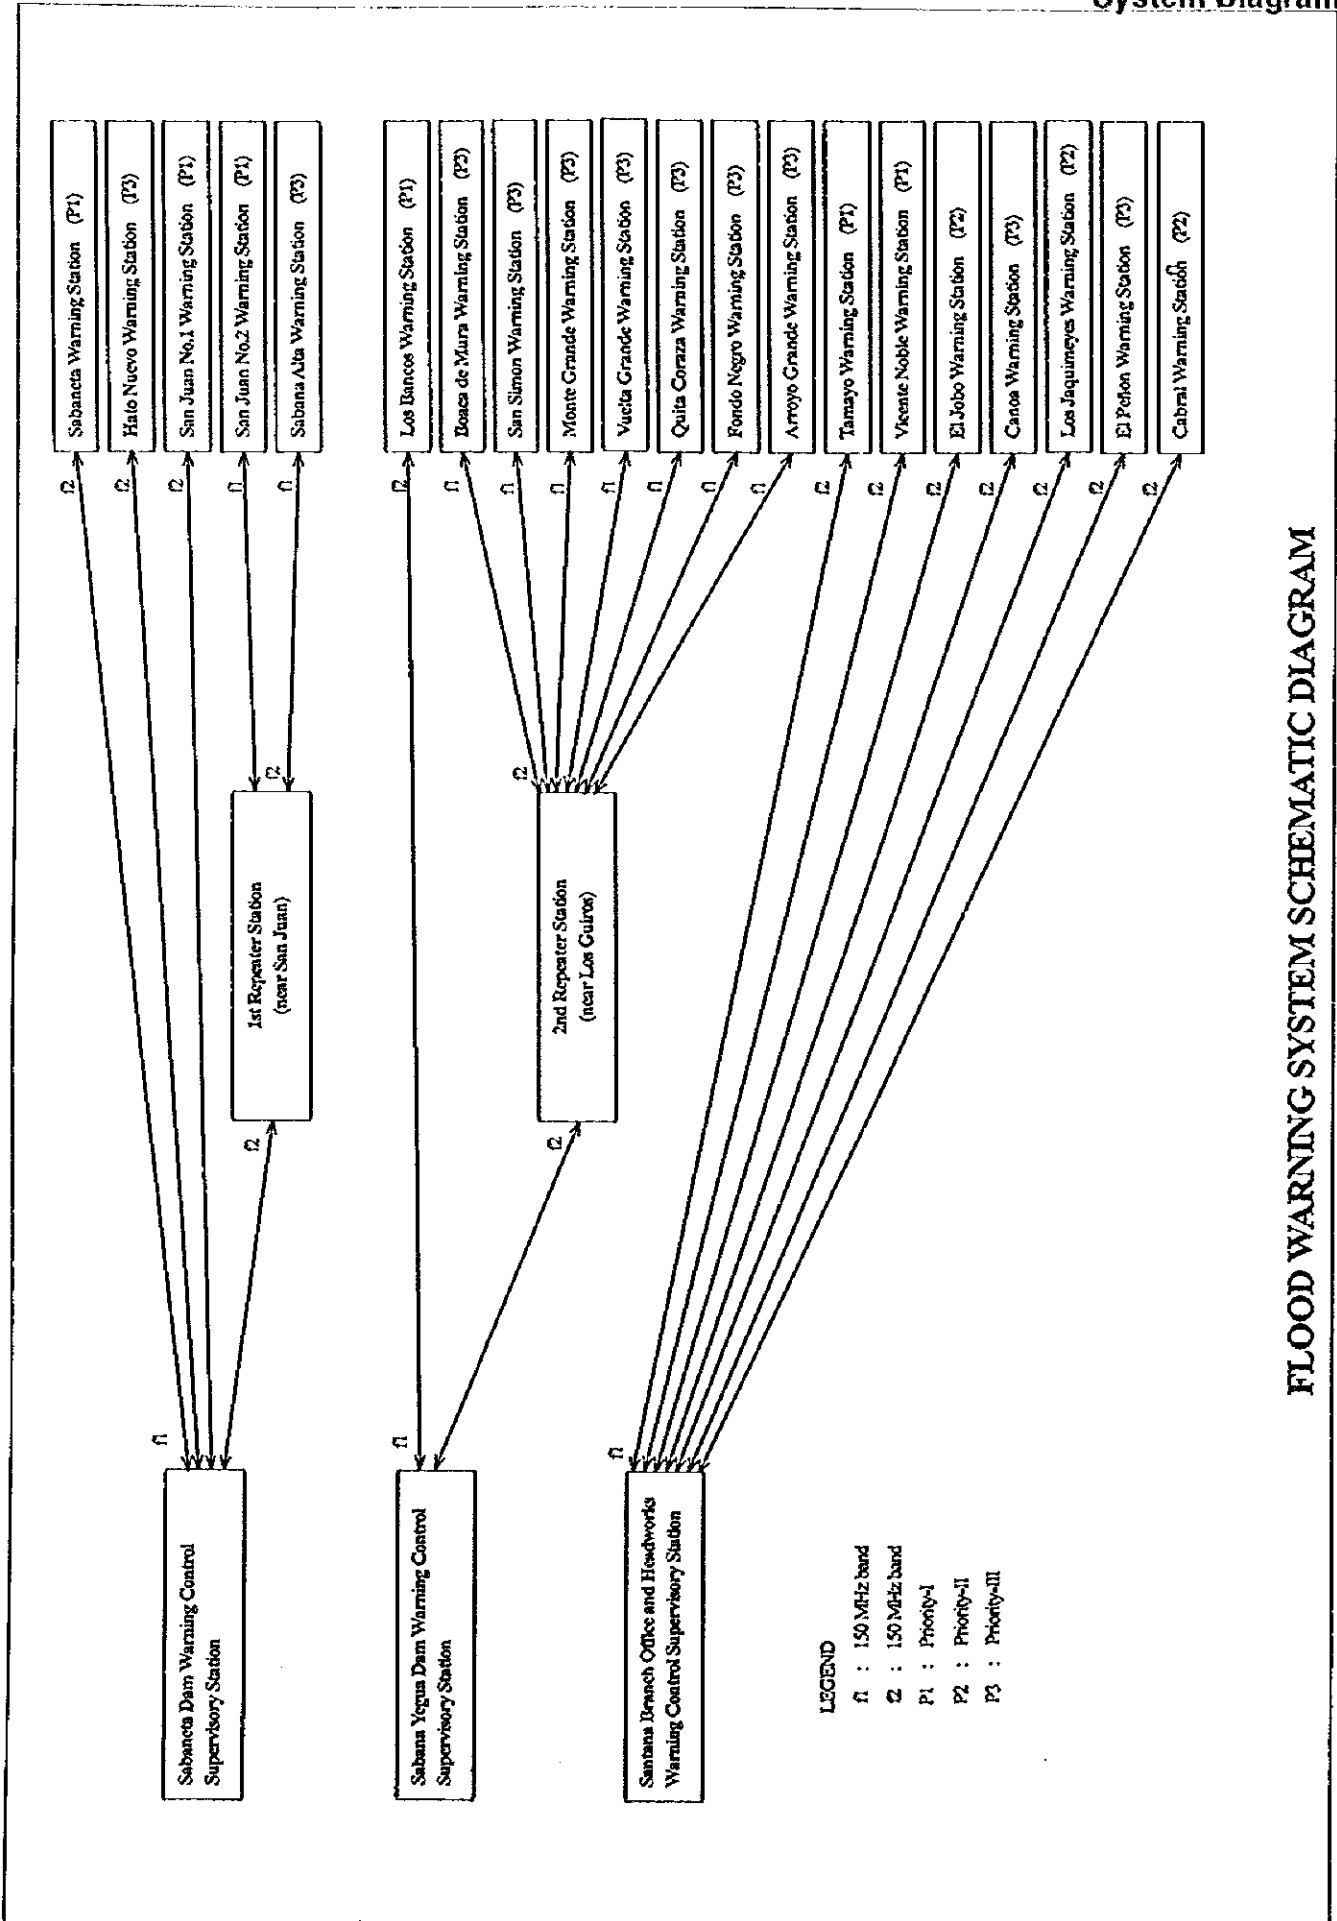 System Diagram
Sabaneta Dam Warning Control
Supervisory Station
f1
Sabana Yegua Dam Warning Control
Supervisory Station
f1
Santana Branch Office and Headworks
Warning Control Supervisory Station
f1
f2
1st Repeater Station
(near San Juan)
f2
f2
2nd Repeater Station
(near Los Guiros)
f2
f2
Sabaneta Warning Station (P1)
f2
Hato Nuevo Warning Station (P3)
f2
San Juan No.1 Warning Station (P1)
f1
San Juan No.2 Warning Station (P1)
f1
Sabana Alta Warning Station (P3)
f2
Los Bancos Warning Station (P1)
f1
Boaca de Mura Warning Station (P3)
f1
San Simon Warning Station (P3)
f1
Monte Grande Warning Station (P3)
f1
Vuelta Grande Warning Station (P3)
f1
Quita Coraza Warning Station (P3)
f1
Fondo Negro Warning Station (P3)
f1
Arroyo Grande Warning Station (P3)
f2
Tamayo Warning Station (P1)
f2
Vicente Noble Warning Station (P1)
f2
El Jobo Warning Station (P2)
f2
Canoa Warning Station (P3)
f2
Los Jaquimeyes Warning Station (P2)
f2
El Peñon Warning Station (P3)
f2
Cabral Warning Station (P2)
LEGEND
f1 : 150 MHz band
f2 : 150 MHz band
P1 : Priority-I
P2 : Priority-II
P3 : Priority-III
FLOOD WARNING SYSTEM SCHEMATIC DIAGRAM